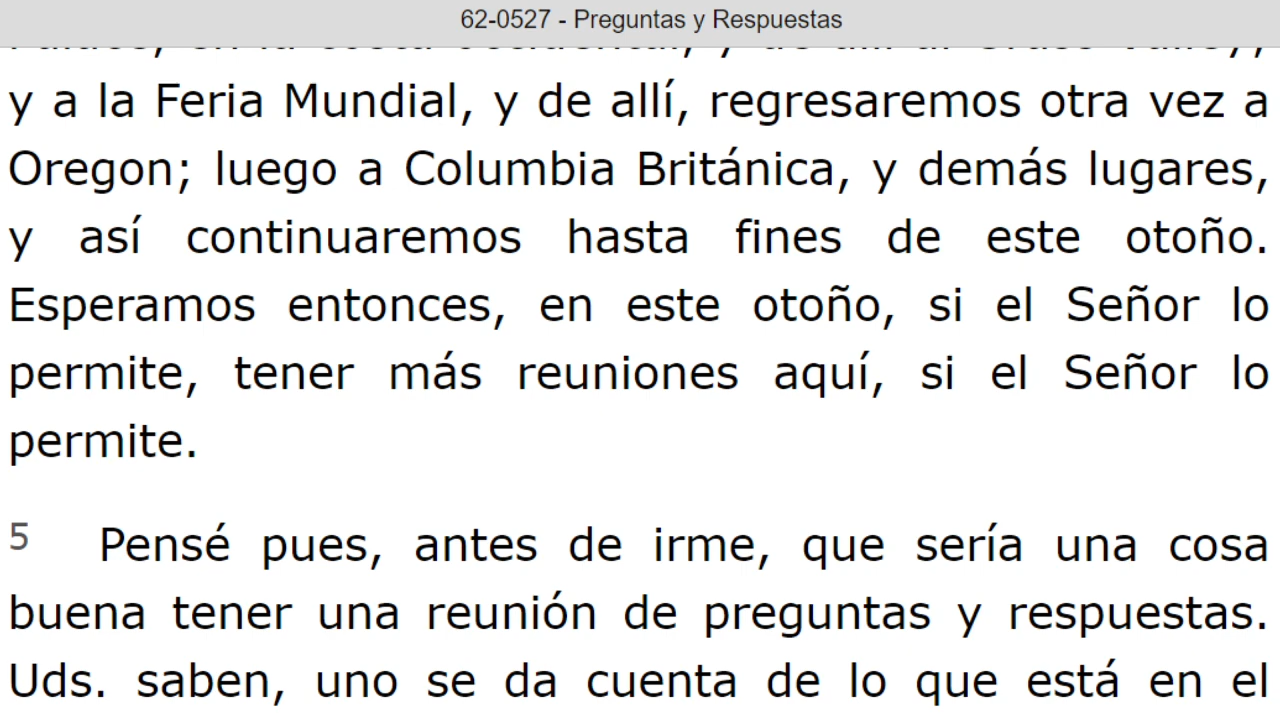 62-0527 - Preguntas y Respuestas
y a la Feria Mundial, y de allí, regresaremos otra vez a
Oregon; luego a Columbia Británica, y demás lugares,
y así continuaremos hasta fines de este otoño.
Esperamos entonces, en este otoño, si el Señor lo
permite, tener más reuniones aquí, si el Señor lo
permite.
5 Pensé pues, antes de irme, que sería una cosa
buena tener una reunión de preguntas y respuestas.
Uds. saben, uno se da cuenta de lo que está en el